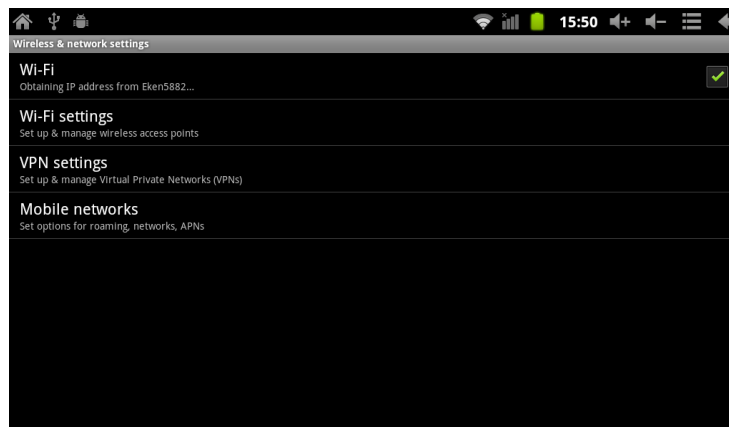 15:50
Wireless & network settings
Wi-Fi
Obtaining IP address from Eken5882...
Wi-Fi settings
Set up & manage wireless access points
VPN settings
Set up & manage Virtual Private Networks (VPNs)
Mobile networks
Set options for roaming, networks, APNs